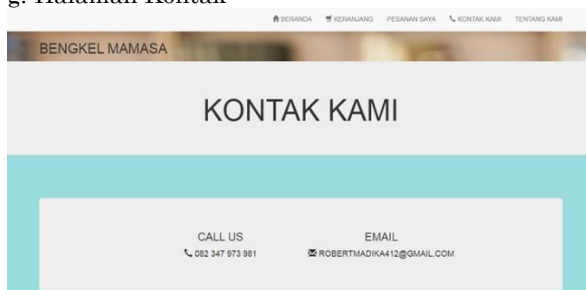 g. Halaman Kontak
BERANDA KERANJANG PESANAN SAYA KONTAK KAMI TENTANG KAMI
BENGKEL MAMASA
KONTAK KAMI
CALL US EMAIL
082 347 973 981 ROBERTMADIKA412@GMAIL.COM